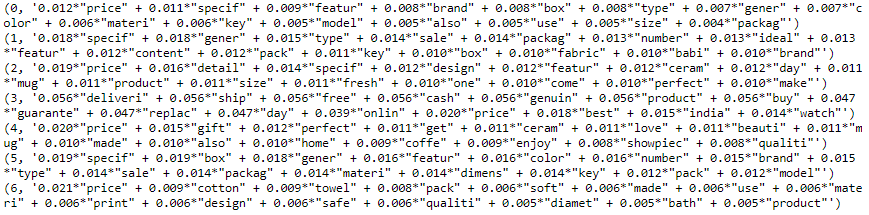 (0, '0.012*"price" + 0.011*"specif" + 0.009*"featur" + 0.008*"brand" + 0.008*"box" + 0.008*"type" + 0.007*"gener" + 0.007*"c
olor" + 0.006*"materi" + 0.006*"key" + 0.005*"model" + 0.005*"also" + 0.005*"use" + 0.005*"size" + 0.004*"packag"')
(1, '0.018*"specif" + 0.018*"gener" + 0.015*"type" + 0.014*"sale" + 0.014*"packag" + 0.013*"number" + 0.013*"ideal" + 0.013
*"featur" + 0.012*"content" + 0.012*"pack" + 0.011*"key" + 0.010*"box" + 0.010*"fabric" + 0.010*"babi" + 0.010*"brand"')
(2, '0.019*"price" + 0.016*"detail" + 0.014*"specif" + 0.012*"design" + 0.012*"featur" + 0.012*"ceram" + 0.012*"day" + 0.011
*"mug" + 0.011*"product" + 0.011*"size" + 0.011*"fresh" + 0.010*"one" + 0.010*"come" + 0.010*"perfect" + 0.010*"make"')
(3, '0.056*"deliveri" + 0.056*"ship" + 0.056*"free" + 0.056*"cash" + 0.056*"genuin" + 0.056*"product" + 0.056*"buy" + 0.047
*"guarante" + 0.047*"replac" + 0.047*"day" + 0.039*"onlin" + 0.020*"price" + 0.018*"best" + 0.015*"india" + 0.014*"watch"')
(4, '0.020*"price" + 0.015*"gift" + 0.012*"perfect" + 0.011*"get" + 0.011*"ceram" + 0.011*"love" + 0.011*"beauti" + 0.011*"m
ug" + 0.010*"made" + 0.010*"also" + 0.010*"home" + 0.009*"coffe" + 0.009*"enjoy" + 0.008*"showpiec" + 0.008*"qualiti"')
(5, '0.019*"specif" + 0.019*"box" + 0.018*"gener" + 0.016*"featur" + 0.016*"color" + 0.016*"number" + 0.015*"brand" + 0.015
*"type" + 0.014*"sale" + 0.014*"packag" + 0.014*"materi" + 0.014*"dimens" + 0.014*"key" + 0.012*"pack" + 0.012*"model"')
(6, '0.021*"price" + 0.009*"cotton" + 0.009*"towel" + 0.008*"pack" + 0.006*"soft" + 0.006*"made" + 0.006*"use" + 0.006*"mate
ri" + 0.006*"print" + 0.006*"design" + 0.006*"safe" + 0.006*"qualiti" + 0.005*"diamet" + 0.005*"bath" + 0.005*"product"')